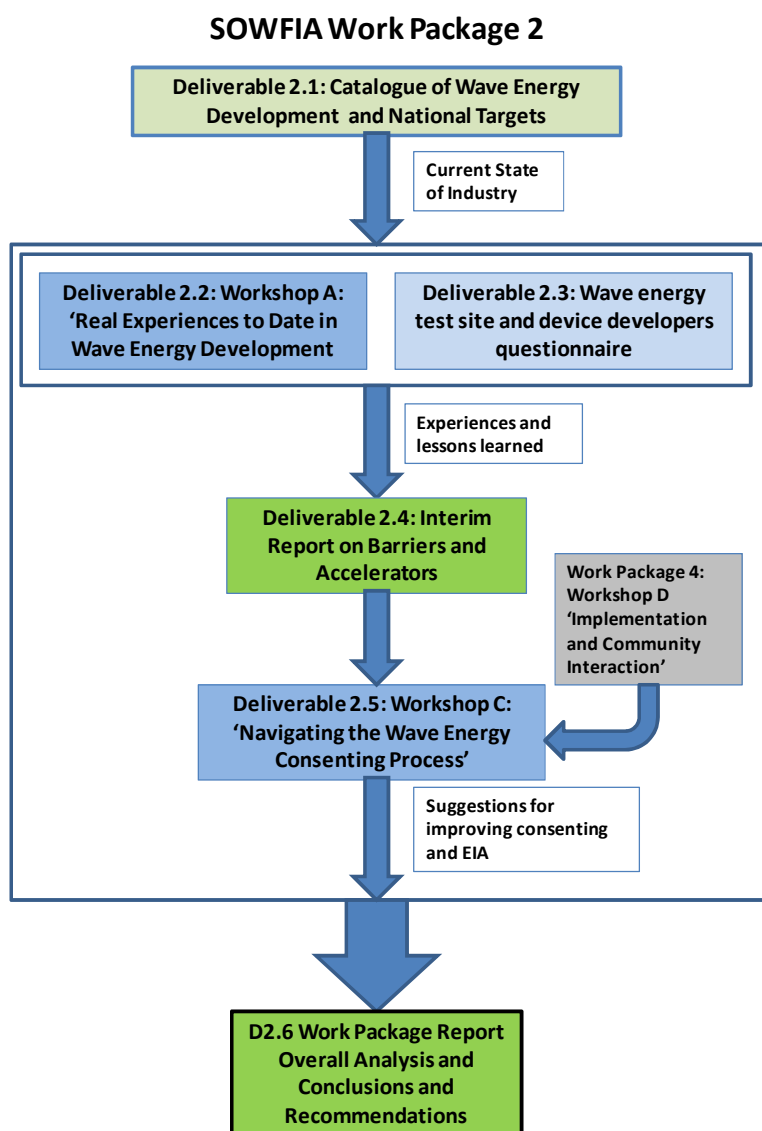 SOWFIA Work Package 2
Deliverable 2.1: Catalogue of Wave Energy
Development and National Targets
Current State
of Industry
Deliverable 2.2: Workshop A:
‘Real Experiences to Date in
Wave Energy Development
Deliverable 2.3: Wave energy
test site and device developers
questionnaire
Experiences and
lessons learned
Deliverable 2.4: Interim
Report on Barriers and
Accelerators
Work Package 4:
Workshop D
‘Implementation
and Community
Interaction’
Deliverable 2.5: Workshop C:
‘Navigating the Wave Energy
Consenting Process’
Suggestions for
improving consenting
and EIA
D2.6 Work Package Report
Overall Analysis and
Conclusions and
Recommendations